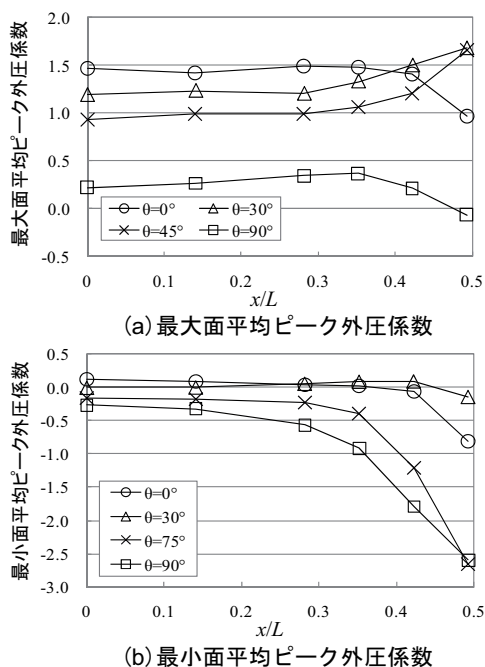 最大面平均ピーク外圧係数
2.0
1.5
1.0
0.5
0.0
-0.5
θ=0° θ=30°
θ=45° θ=90°
0 0.1 0.2 0.3 0.4 0.5
x/L
(a)最大面平均ピーク外圧係数
最小面平均ピーク外圧係数
0.5
0.0
-0.5
-1.0
-1.5
-2.0
-2.5
-3.0
θ=0°
θ=30°
θ=75°
θ=90°
0 0.1 0.2 0.3 0.4 0.5
x/L
(b)最小面平均ピーク外圧係数